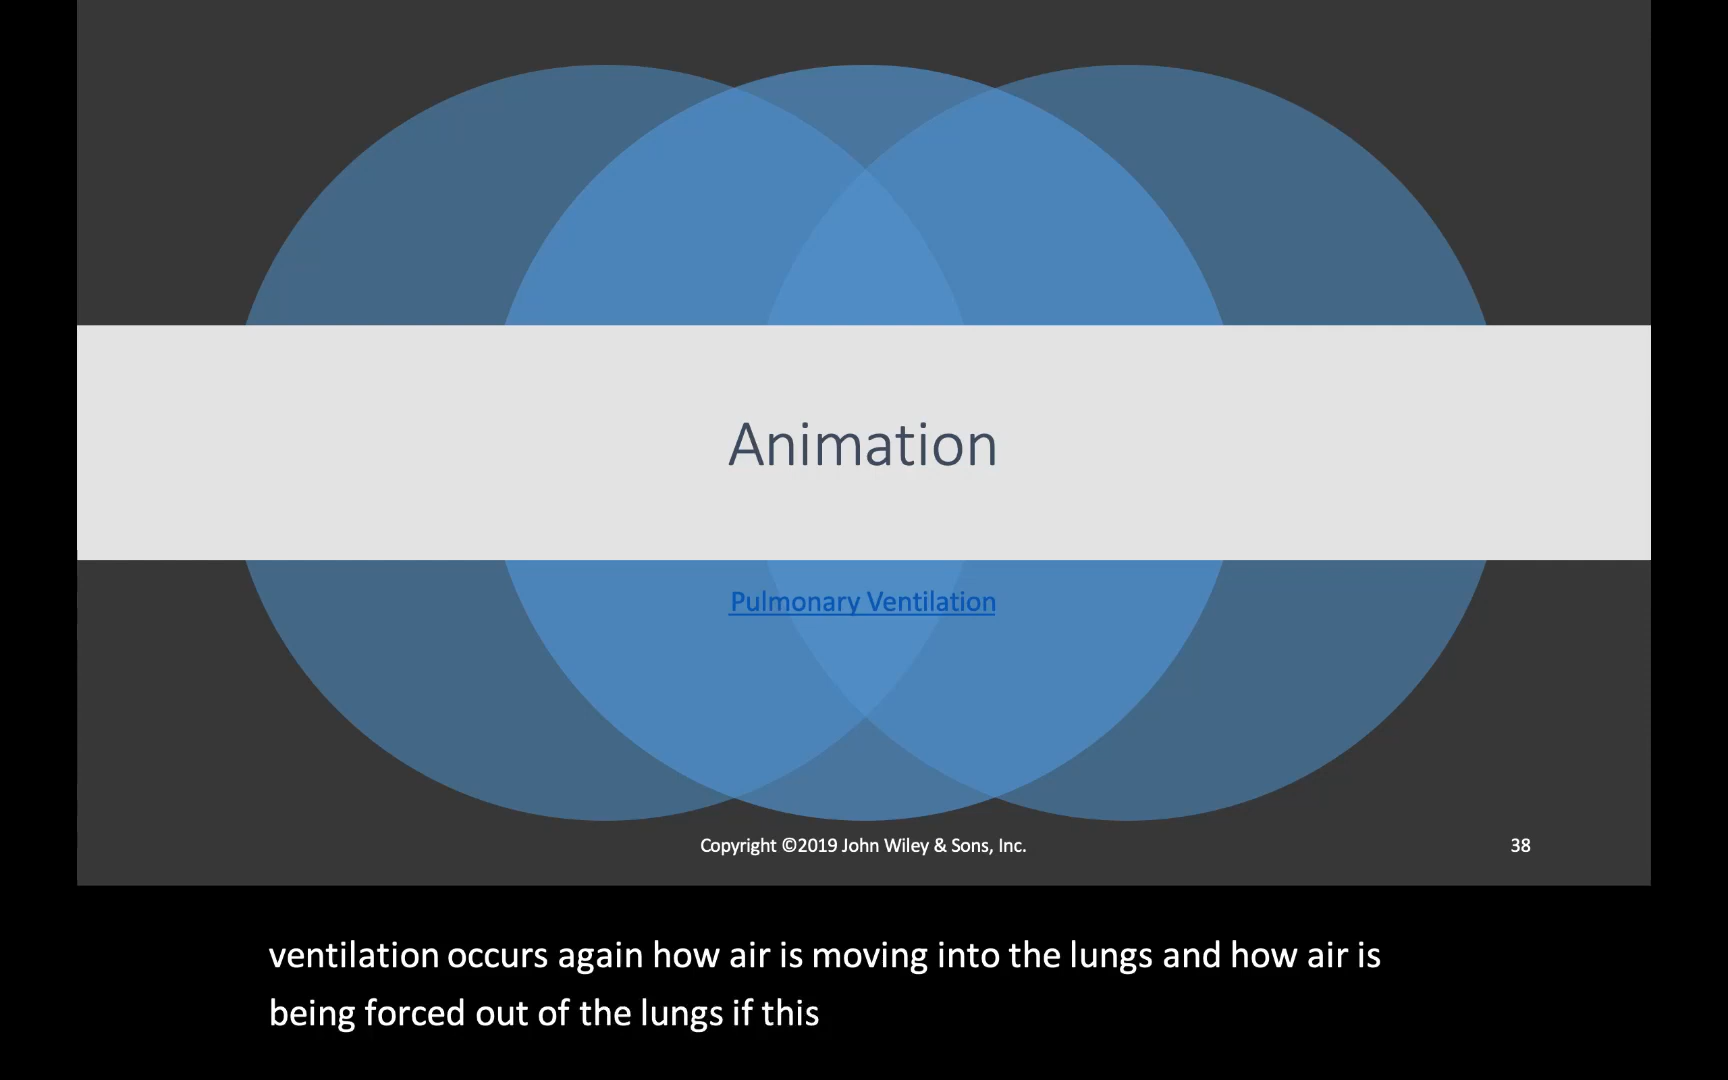 Animation
Pulmonary Ventilation
Copyright ©2019 John Wiley & Sons, Inc.
38
ventilation occurs again how air is moving into the lungs and how air is
being forced out of the lungs if this